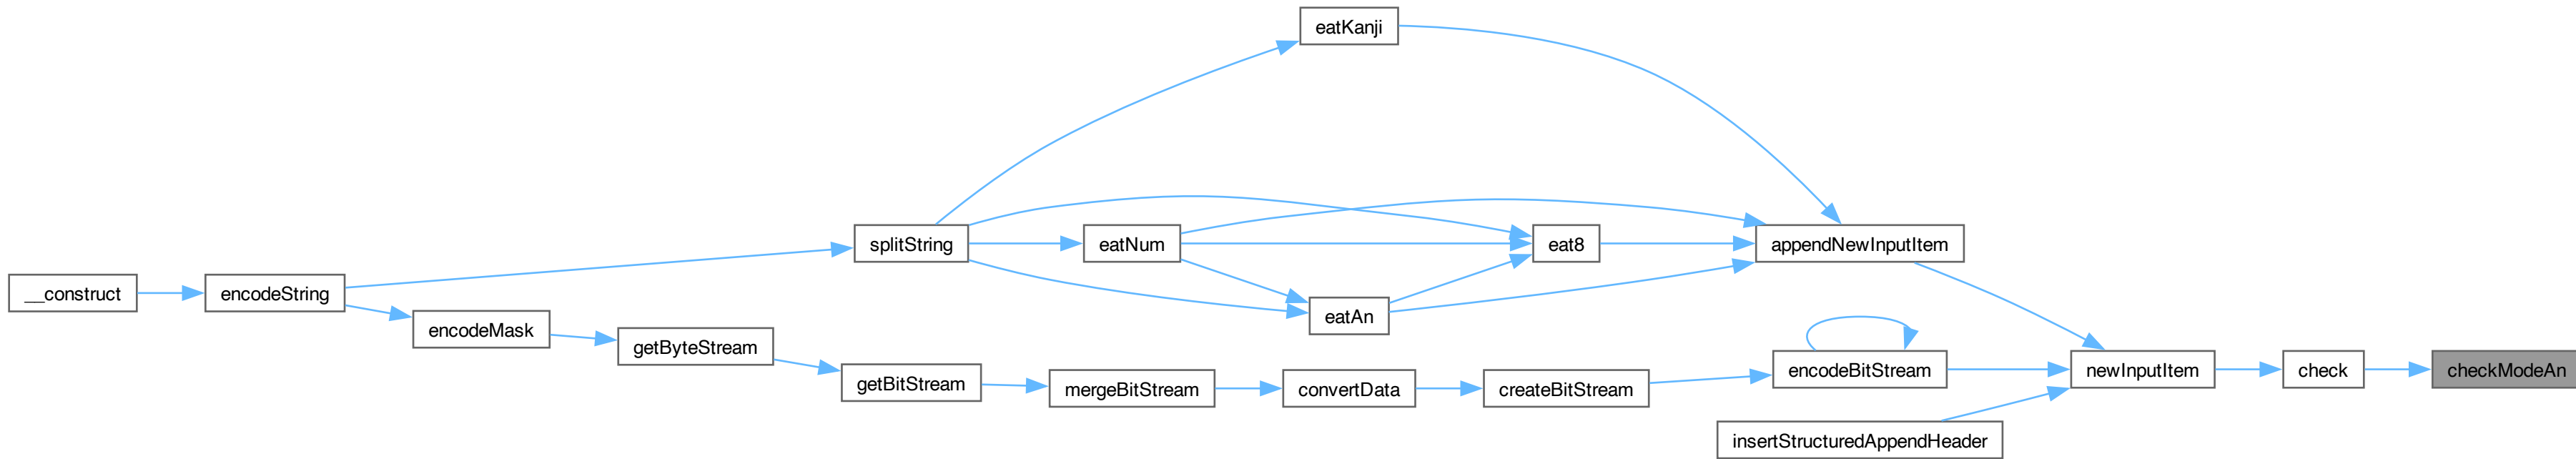 eatKanji
splitString
eatNum
eat8
appendNewInputItem
__construct
encodeString
eatAn
encodeMask
getByteStream
getBitStream
mergeBitStream
convertData
createBitStream
encodeBitStream
newInputItem
check
checkModeAn
insertStructuredAppendHeader